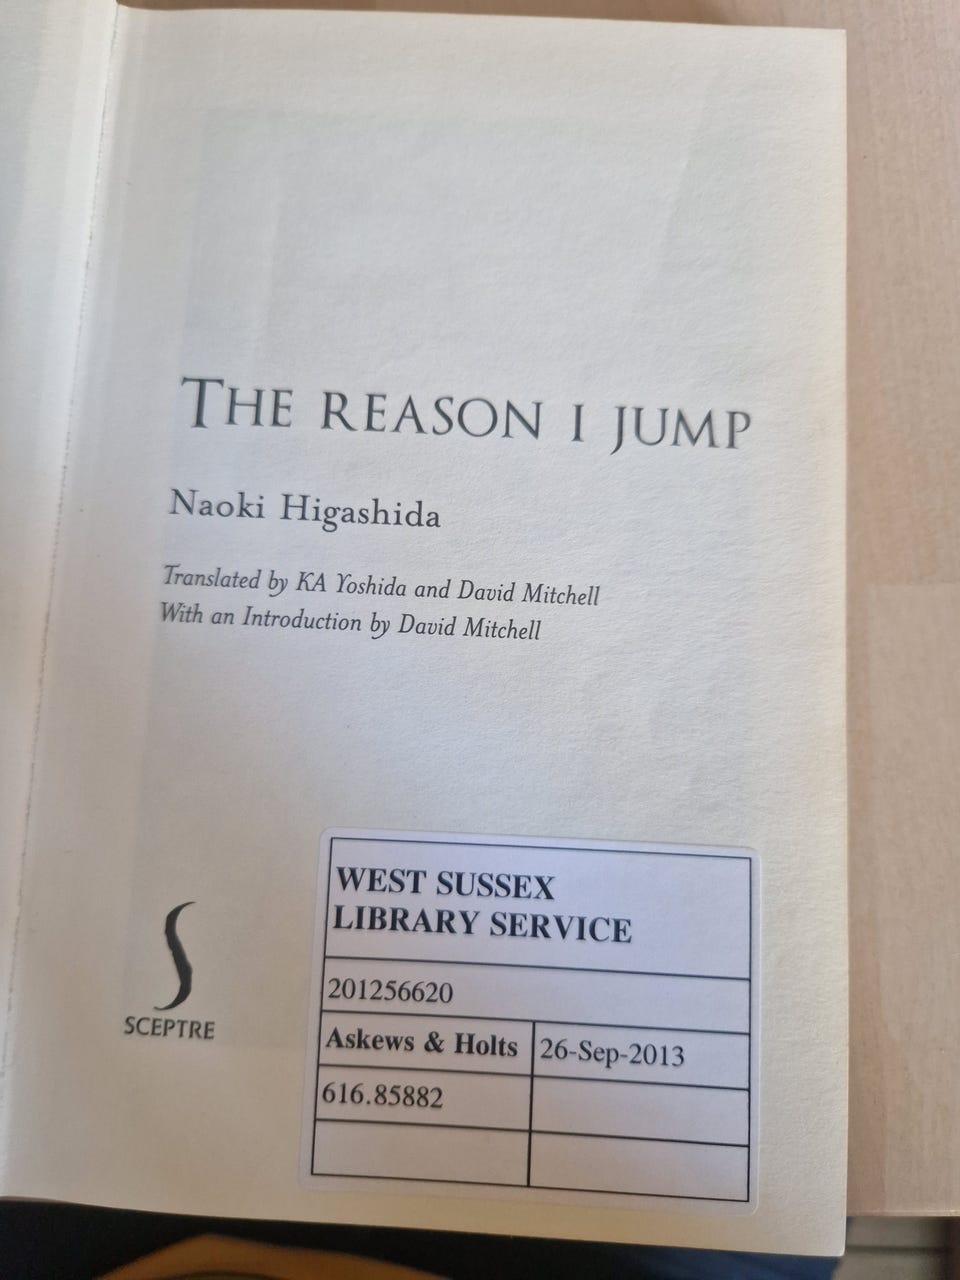 THE REASON I JUMP
Naoki Higashida
Translated by KA Yoshida and David Mitchell
With an Introduction by David Mitchell
SCEPTRE
WEST SUSSEX
LIBRARY SERVICE
201256620
Askews & Holts 26-Sep-2013
616.85882